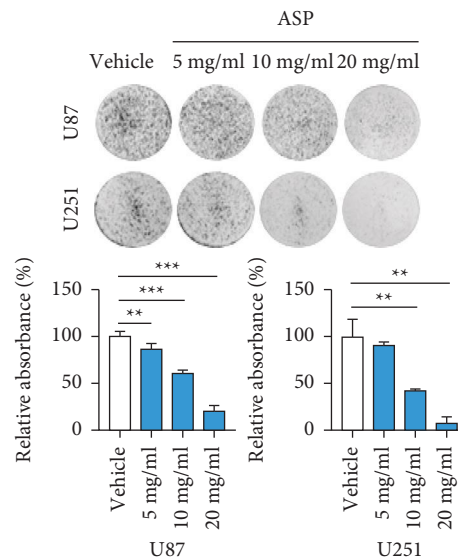 ASP
Vehicle 5 mg/ml 10 mg/ml 20 mg/ml
U87
U251
Relative absorbance (%)
150
100
50
0
***
***
**
Vehicle
5 mg/ml
10 mg/ml
20 mg/ml
U87
Relative absorbance (%)
150
100
50
0
**
**
Vehicle
5 mg/ml
10 mg/ml
20 mg/ml
U251